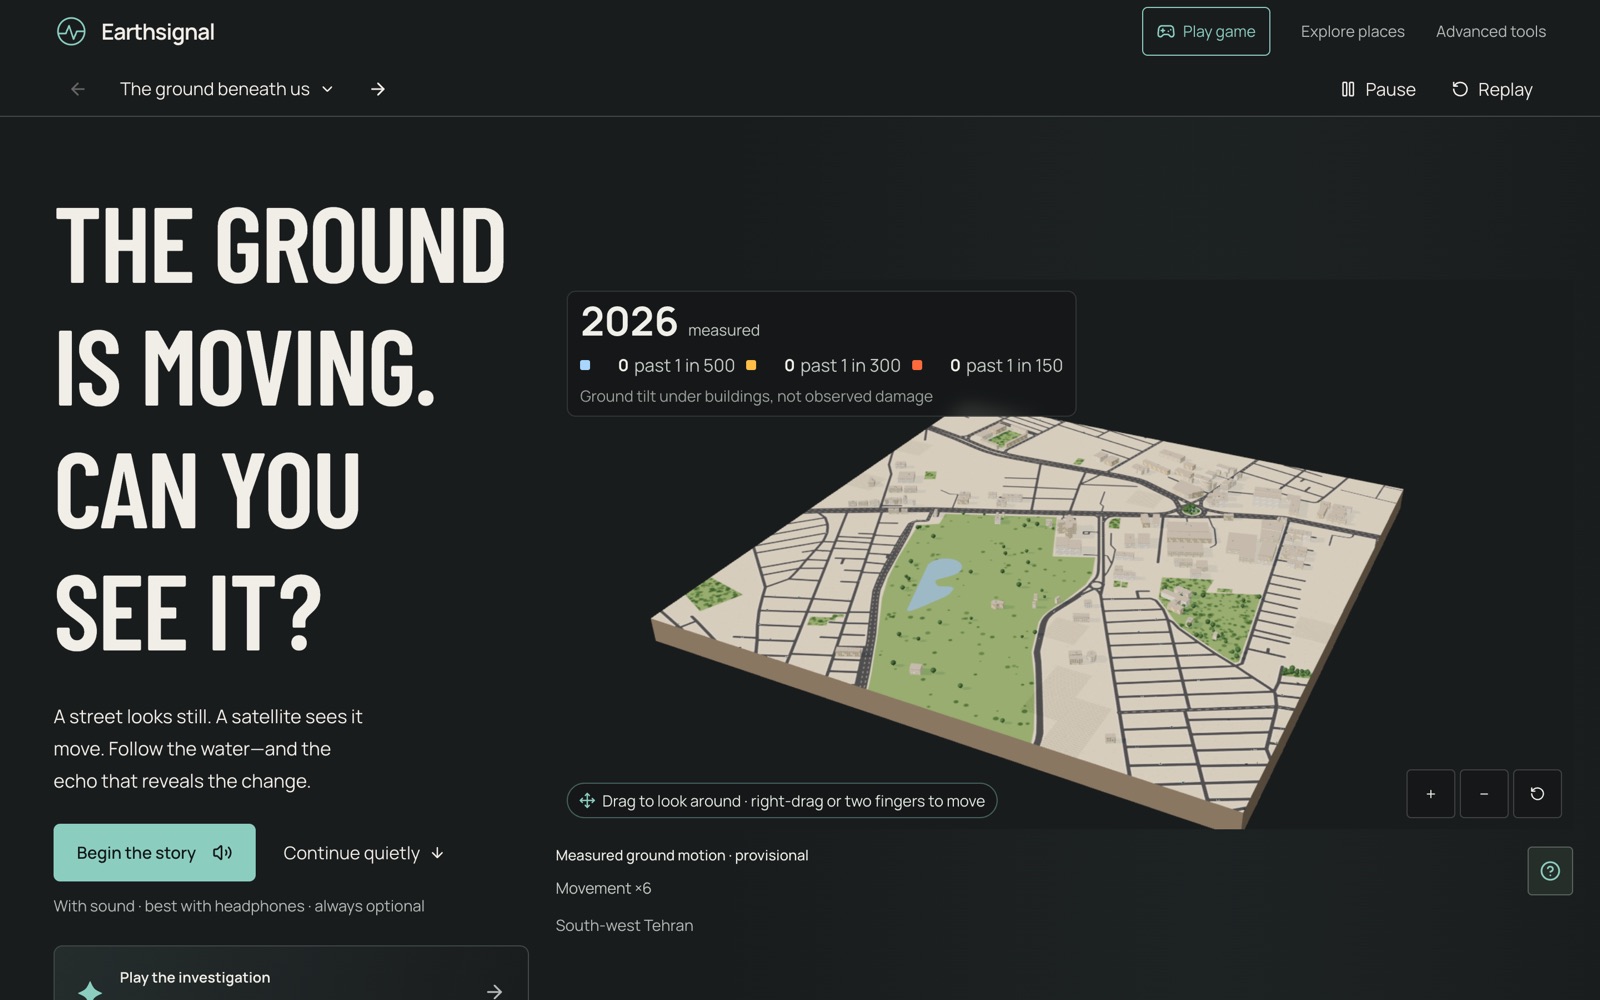 Earthsignal
Play game
Explore places
Advanced tools
The ground beneath us
Pause
Replay
THE GROUND
IS MOVING.
CAN YOU
SEE IT?
A street looks still. A satellite sees it
move. Follow the water—and the
echo that reveals the change.
Begin the story
Continue quietly
With sound · best with headphones · always optional
Play the investigation
2026 measured
0 past 1 in 500 0 past 1 in 300 0 past 1 in 150
Ground tilt under buildings, not observed damage
Drag to look around · right-drag or two fingers to move
+ −
Measured ground motion · provisional
Movement ×6
South-west Tehran